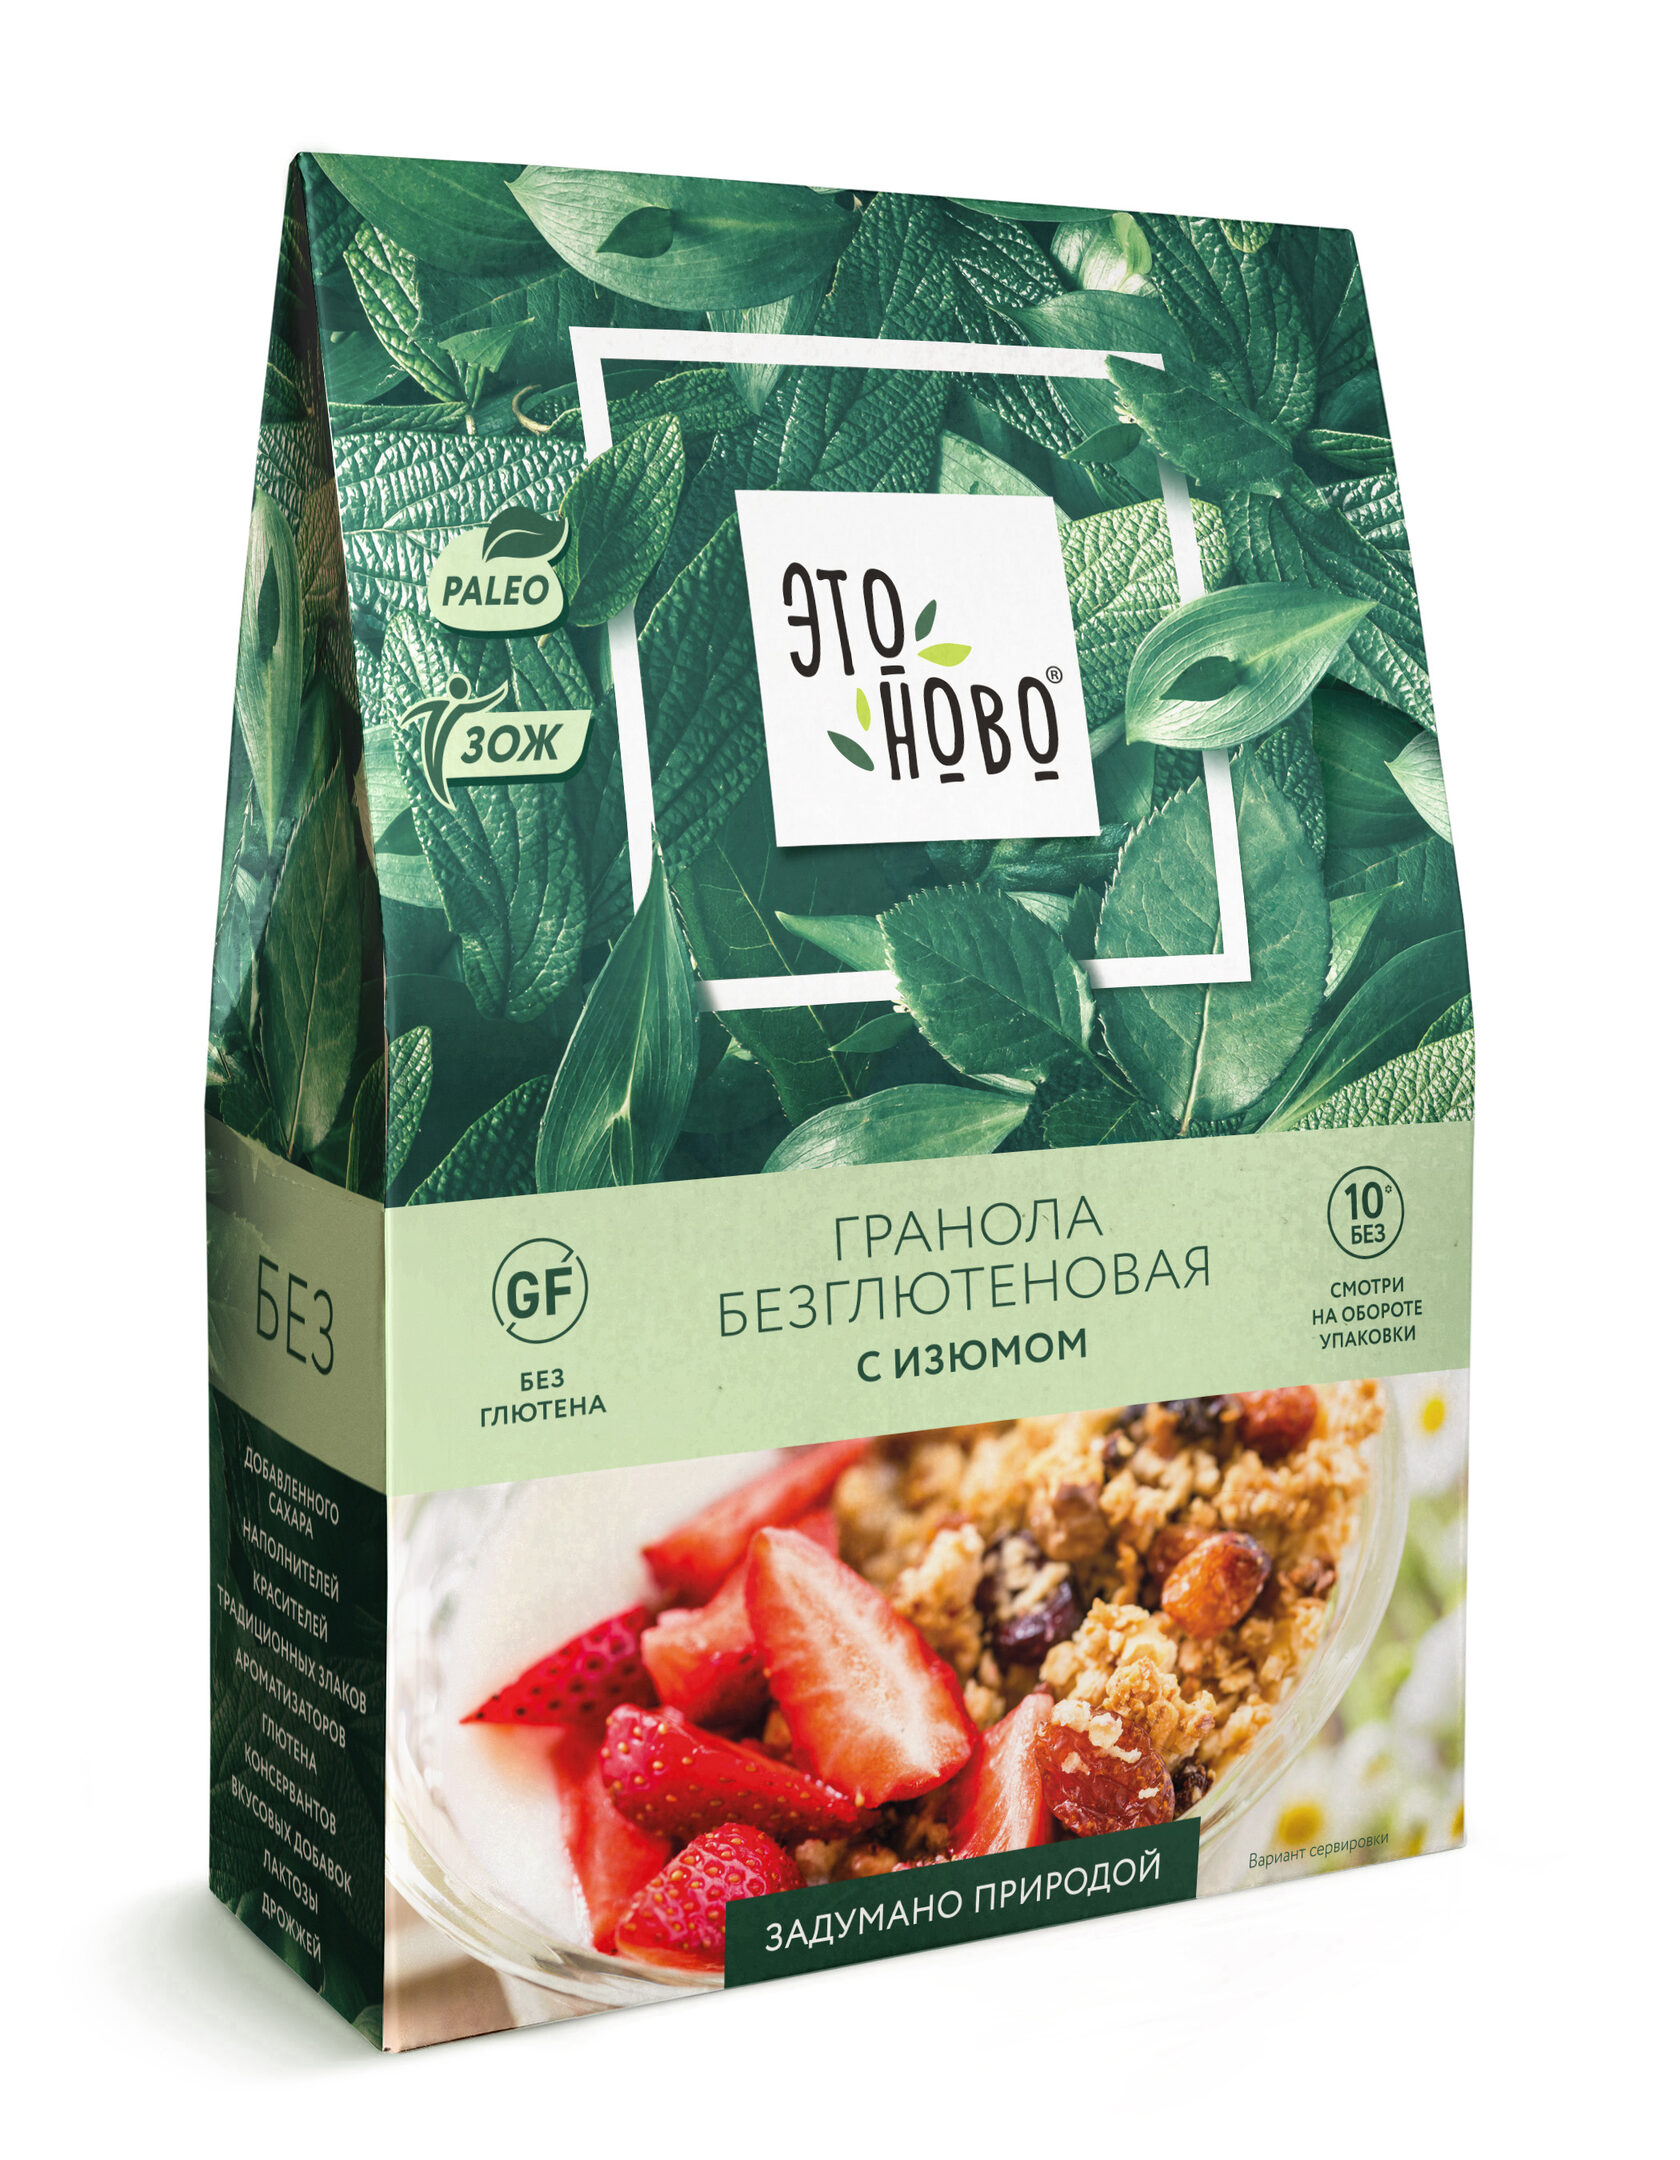 PALEO
ЗОЖ
ЭТО
НОВО®
GF
БЕЗ
ГЛЮТЕНА
ГРАНОЛА
БЕЗГЛЮТЕНОВАЯ
С ИЗЮМОМ
10*
БЕЗ
СМОТРИ
НА ОБОРОТЕ
УПАКОВКИ
ЗАДУМАНО ПРИРОДОЙ
Вариант сервировки
БЕЗ
ДОБАВЛЕННОГО
САХАРА
НАПОЛНИТЕЛЕЙ
КРАСИТЕЛЕЙ
ТРАДИЦИОННЫХ ЗЛАКОВ
АРОМАТИЗАТОРОВ
ГЛЮТЕНА
КОНСЕРВАНТОВ
ВКУСОВЫХ ДОБАВОК
ЛАКТОЗЫ
ДРОЖЖЕЙ